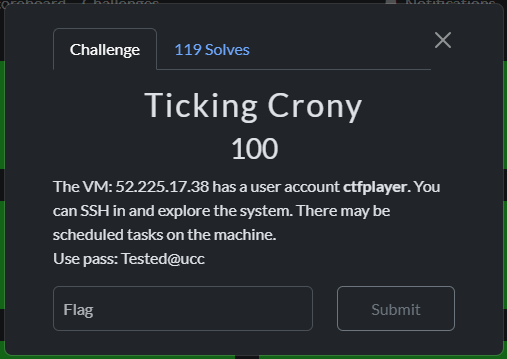 Challenge
119 Solves
Ticking Crony
100
The VM: 52.225.17.38 has a user account ctfplayer. You
can SSH in and explore the system. There may be
scheduled tasks on the machine.
Use pass: Tested@ucc
Flag
Submit